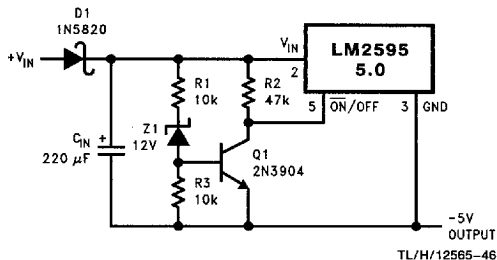 D1
1N5820
+VIN
VIN
2
LM2595
5.0
R1
10k
R2
47k
5
ON/OFF
3
GND
CIN
+
220 µF
Z1
12V
Q1
2N3904
R3
10k
-5V
OUTPUT
TL/H/12565-46